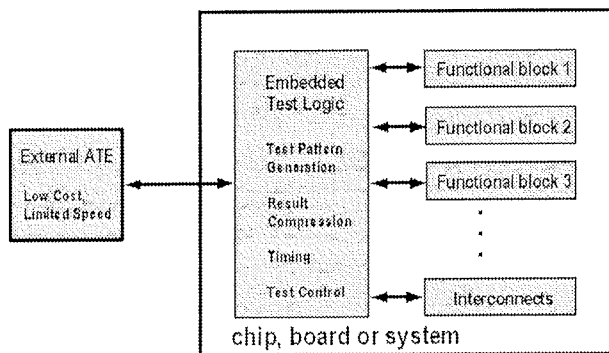 External ATE
Low Cost,
Limited Speed
Embedded
Test Logic
Test Pattern
Generation
Result
Compression
Timing
Test Control
Functional block 1
Functional block 2
Functional block 3
Interconnects
chip, board or system